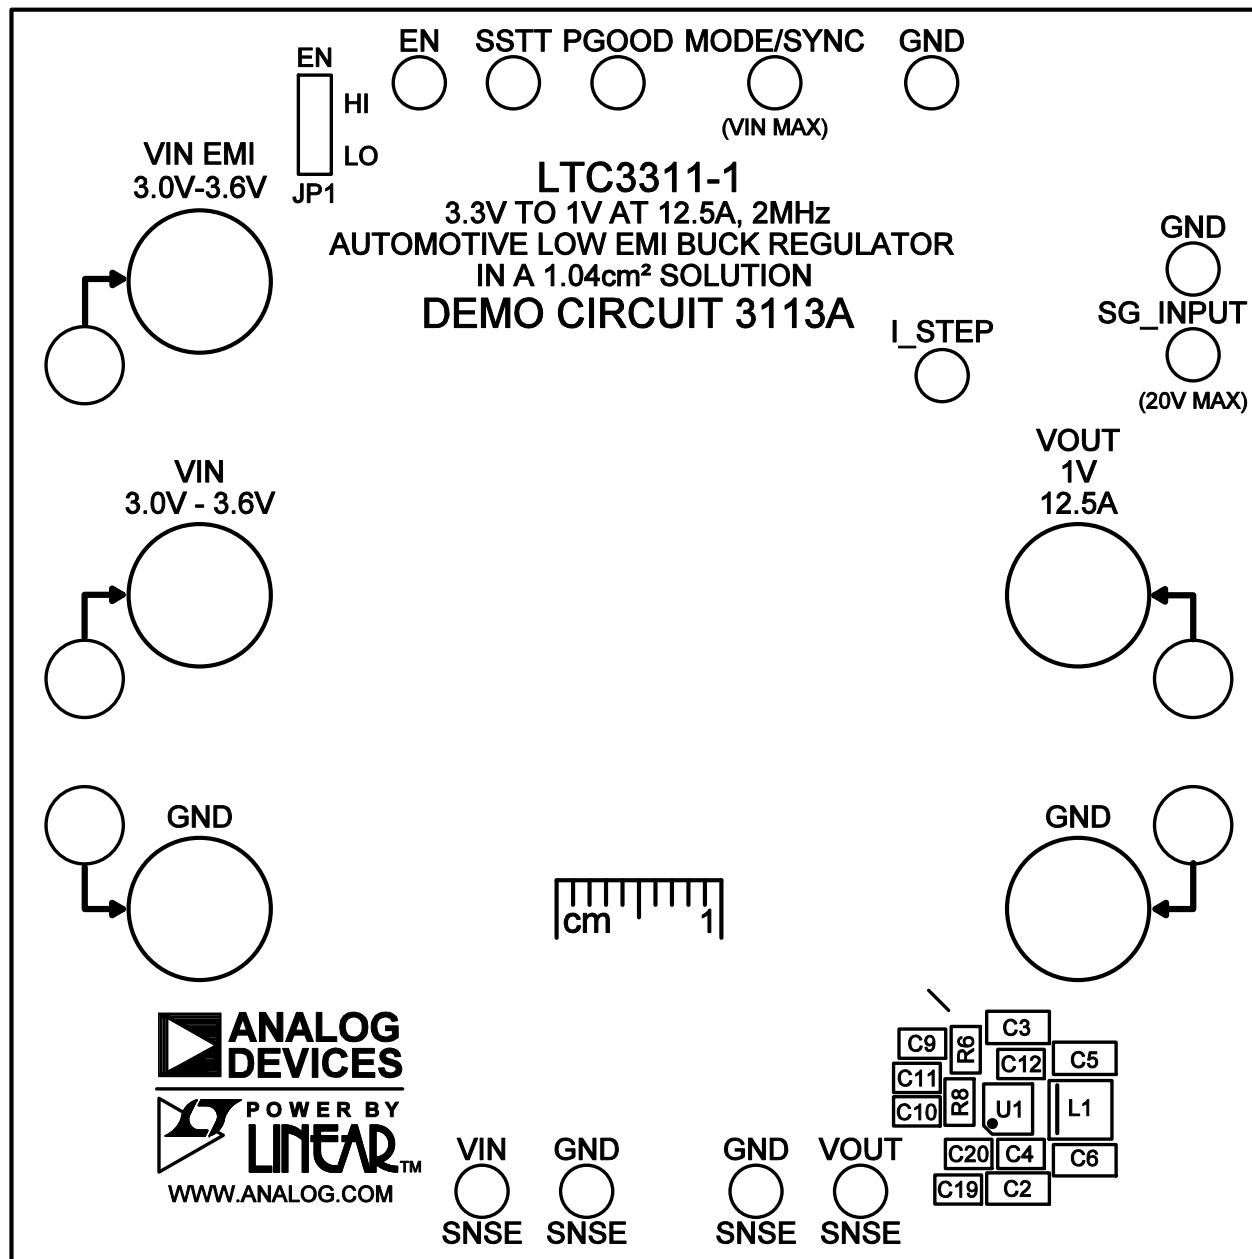 EN SSTT PGOOD MODE/SYNC GND
EN
HI
(VIN MAX)
LO
JP1
VIN EMI
3.0V-3.6V
LTC3311-1
3.3V TO 1V AT 12.5A, 2MHz
AUTOMOTIVE LOW EMI BUCK REGULATOR
IN A 1.04cm² SOLUTION
DEMO CIRCUIT 3113A
GND
SG_INPUT
(20V MAX)
I_STEP
VIN
3.0V - 3.6V
VOUT
1V
12.5A
GND
GND
cm 1
ANALOG
DEVICES
POWER BY
LINEAR TM
WWW.ANALOG.COM
VIN
SNSE
GND
SNSE
GND
SNSE
VOUT
SNSE
C3
C9
R6
C12
C5
C11
R8
C10
U1
L1
C20
C4
C6
C19
C2